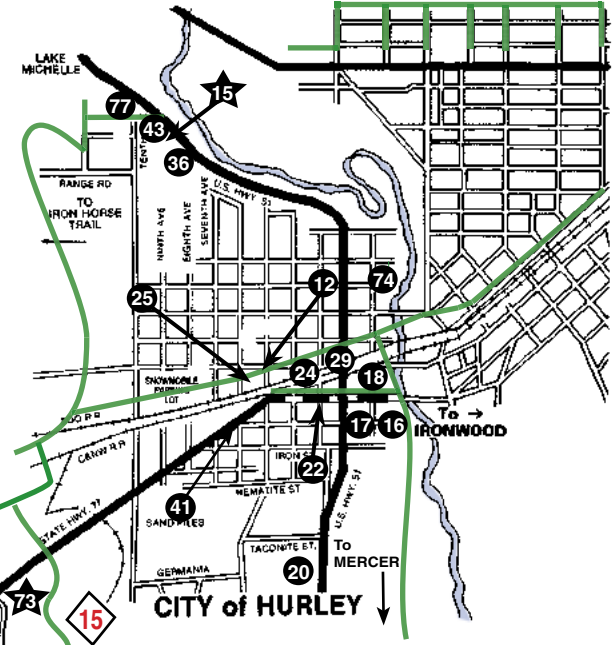 LAKE
MICHELLE
77
15
43
TENTH
36
RANGE RD
TO
IRON HORSE
TRAIL
NINTH AVE
EIGHTH AVE
SEVENTH AVE
U.S. HWY 51
74
12
25
29
24
18
SNOWMOBILE
PARKING
LOT
SOO R.R
C&NW R.R
17
16
To →
IRONWOOD
22
IRON ST
HEMATITE ST
41
SAND PILES
STATE HWY. 77
U.S. HWY. 51
TACONITE ST.
To
MERCER
20
GERMANIA
CITY of HURLEY
73
15